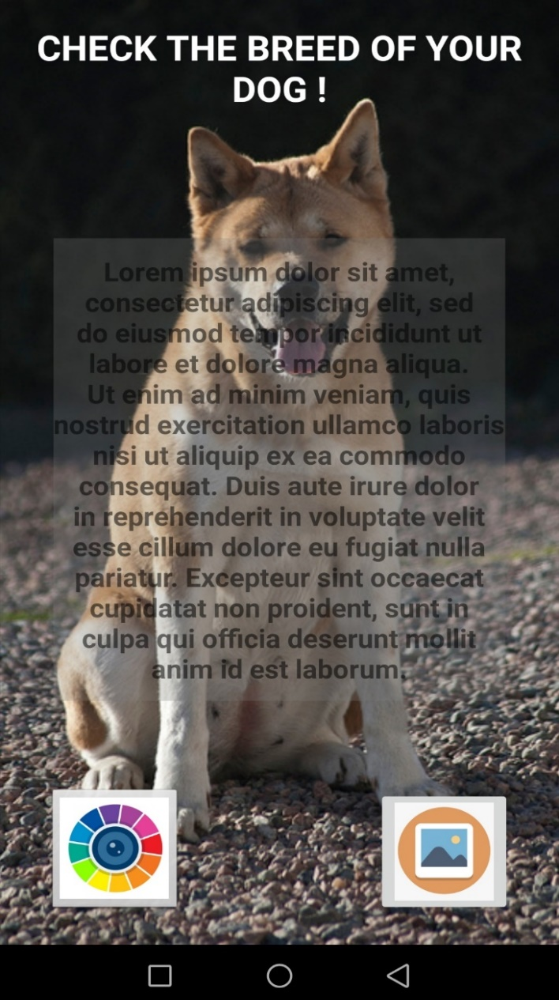 CHECK THE BREED OF YOUR
DOG !
Lorem ipsum dolor sit amet,
consectetur adipiscing elit, sed
do eiusmod tempor incididunt ut
labore et dolore magna aliqua.
Ut enim ad minim veniam, quis
nostrud exercitation ullamco laboris
nisi ut aliquip ex ea commodo
consequat. Duis aute irure dolor
in reprehenderit in voluptate velit
esse cillum dolore eu fugiat nulla
pariatur. Excepteur sint occaecat
cupidatat non proident, sunt in
culpa qui officia deserunt mollit
anim id est laborum.